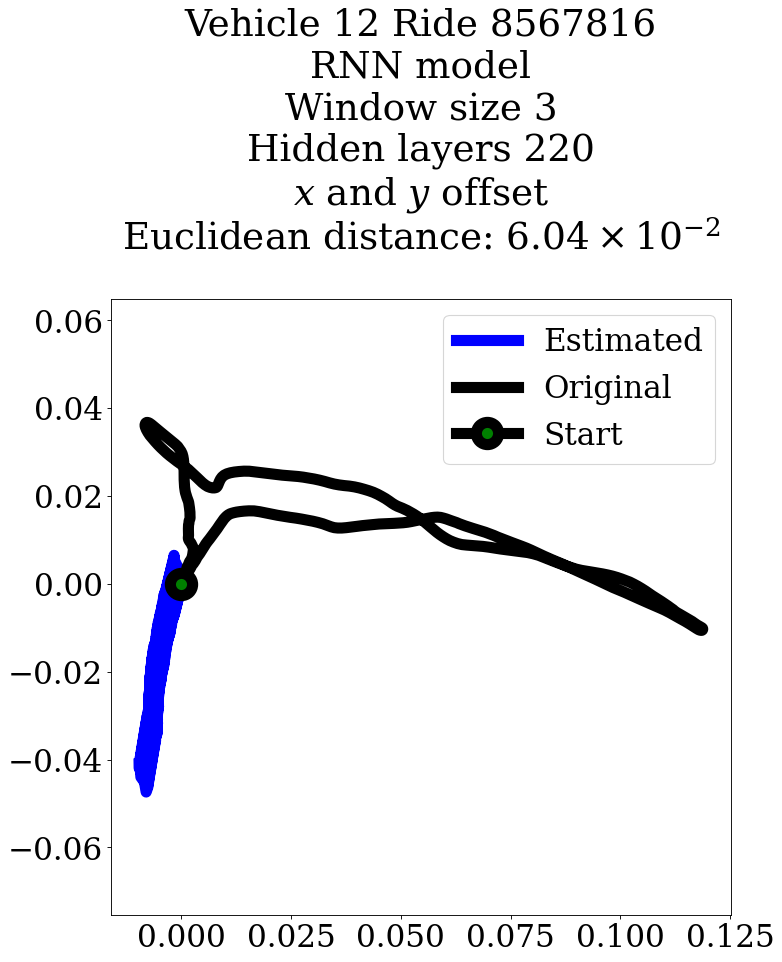 Vehicle 12 Ride 8567816
RNN model
Window size 3
Hidden layers 220
x and y offset
Euclidean distance: 6.04 × 10⁻²
Estimated
Original
Start
0.06
0.04
0.02
0.00
−0.02
−0.04
−0.06
0.000 0.025 0.050 0.075 0.100 0.125